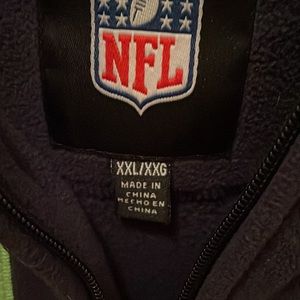 NFL
XXL/XXG
MADE IN
CHINA
HECHO EN
CHINA